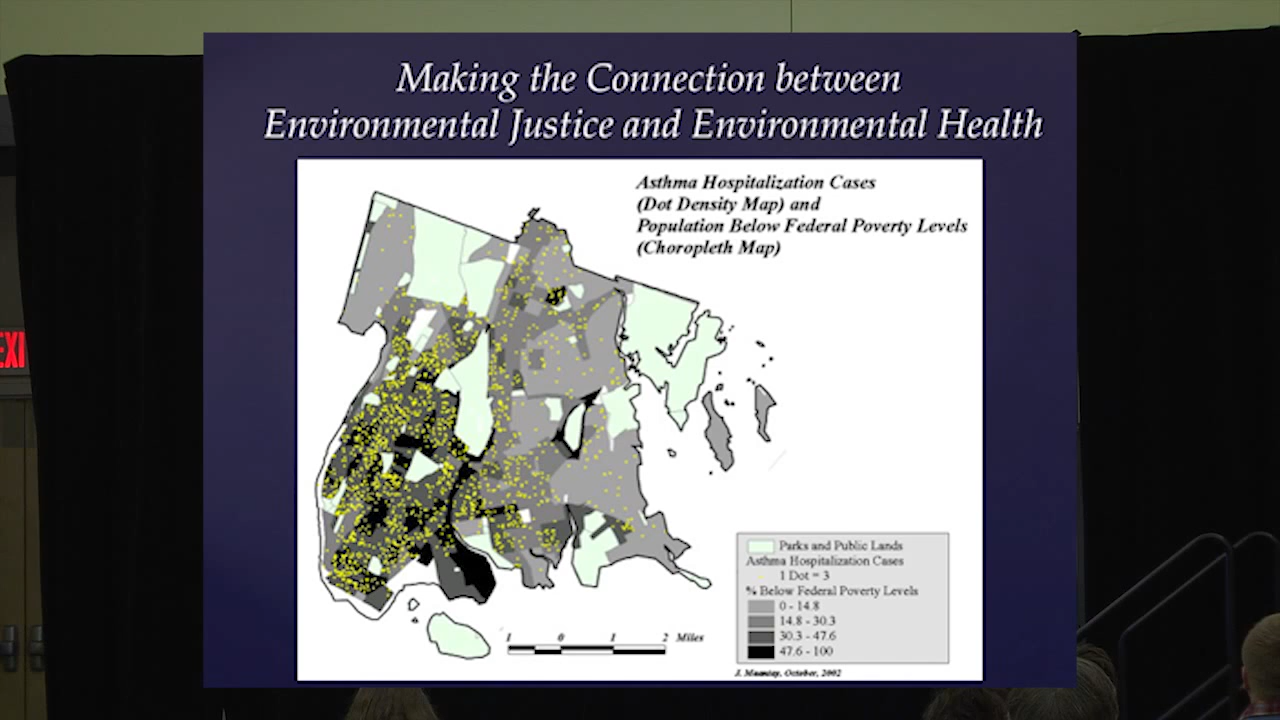 Making the Connection between
Environmental Justice and Environmental Health
Asthma Hospitalization Cases
(Dot Density Map) and
Population Below Federal Poverty Levels
(Choropleth Map)
EXI
Parks and Public Lands
Asthma Hospitalization Cases
1 Dot = 3
% Below Federal Poverty Levels
0 - 14.8
14.8 - 30.3
30.3 - 47.6
47.6 - 100
1 0 1 2 Miles
J. Maantay, October, 2002